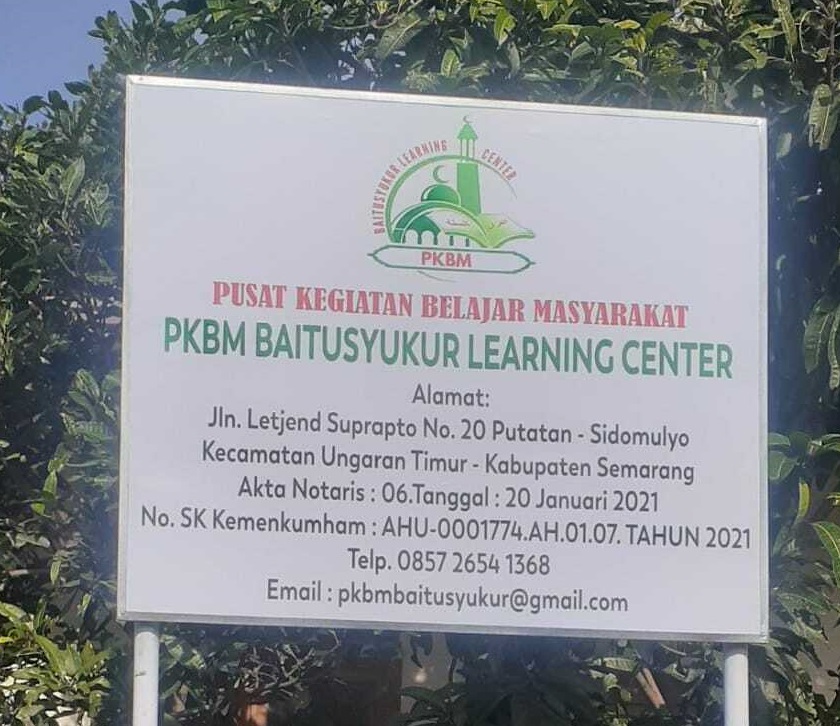 BAITUSYUKUR LEARNING CENTER
PKBM
PUSAT KEGIATAN BELAJAR MASYARAKAT
PKBM BAITUSYUKUR LEARNING CENTER
Alamat:
Jln. Letjend Suprapto No. 20 Putatan - Sidomulyo
Kecamatan Ungaran Timur - Kabupaten Semarang
Akta Notaris : 06.Tanggal : 20 Januari 2021
No. SK Kemenkumham : AHU-0001774.AH.01.07. TAHUN 2021
Telp. 0857 2654 1368
Email : pkbmbaitusyukur@gmail.com